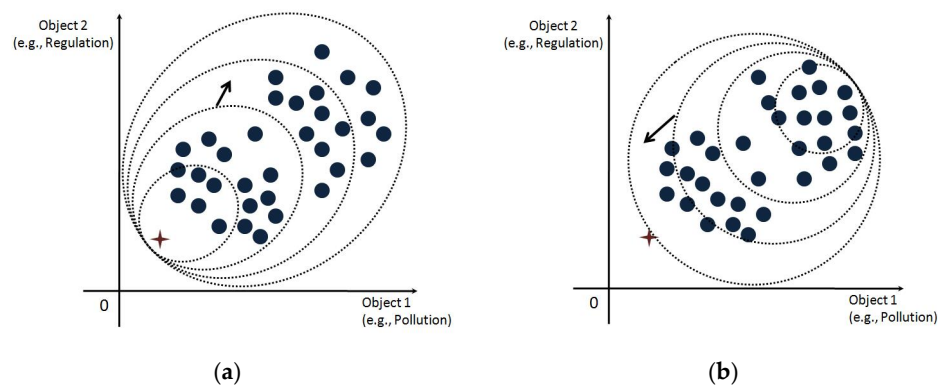 Object 2
(e.g., Regulation)
0
Object 1
(e.g., Pollution)
(a)
Object 2
(e.g., Regulation)
0
Object 1
(e.g., Pollution)
(b)